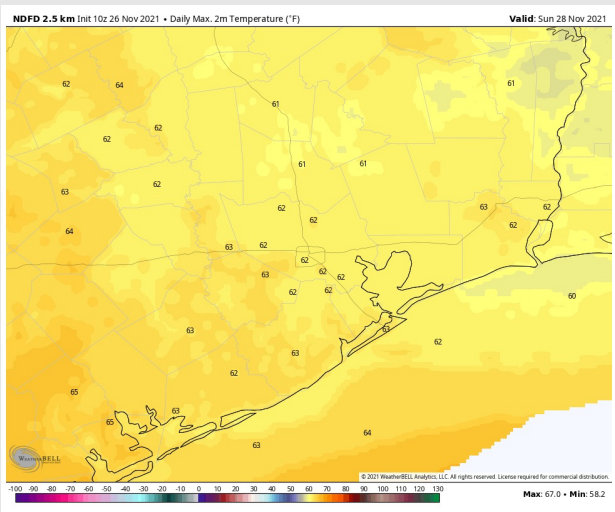 NDFD 2.5 km Init 10z 26 Nov 2021 • Daily Max. 2m Temperature (°F)
Valid: Sun 28 Nov 2021
62 64 61
61
62
62
61 61
62
63
62 63 62
62
62
64
63 62
62
63 62 62
62 62
60
63
63
62
63
62
65
63
65
64
63
WeatherBELL
© 2021 WeatherBELL Analytics, LLC. All rights reserved. License required for commercial distribution.
-100 -90 -80 -70 -60 -50 -40 -30 -20 -10 0 10 20 30 40 50 60 70 80 90 100 110 120 130
Max: 67.0 • Min: 58.2